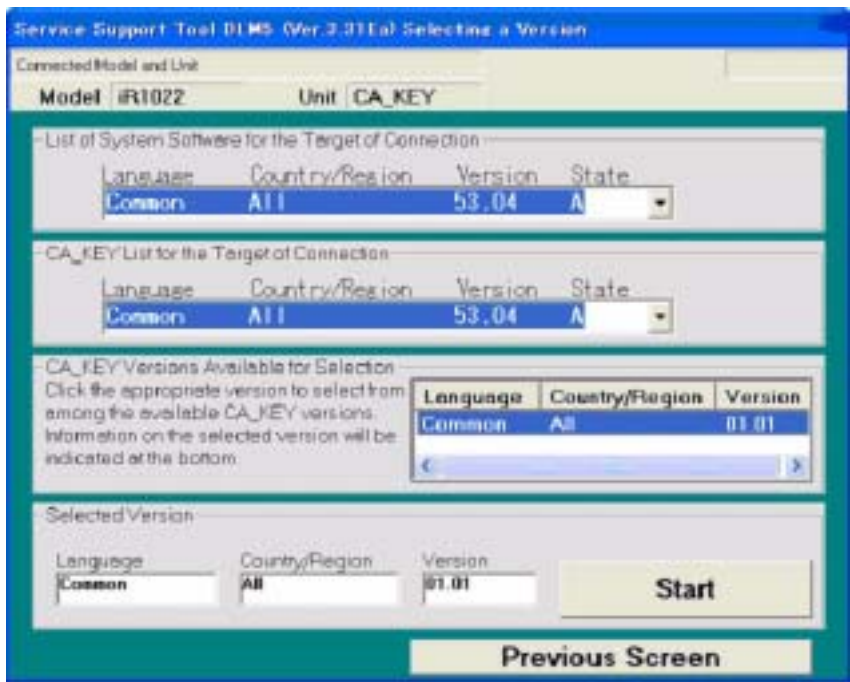 Service Support Tool DLM5 (Ver.3.31Ea) Selecting a Version
Connected Model and Unit
Model iR1022 Unit CA_KEY
List of System Software for the Target of Connection
Language Country/Region Version State
Common All 53.04 A
CA_KEY List for the Target of Connection
Language Country/Region Version State
Common All 53.04 A
CA_KEY Versions Available for Selection
Click the appropriate version to select from
among the available CA_KEY versions.
Information on the selected version will be
indicated at the bottom.
Language Country/Region Version
Common All 01.01
Selected Version
Language Country/Region Version
Common All 01.01
Start
Previous Screen